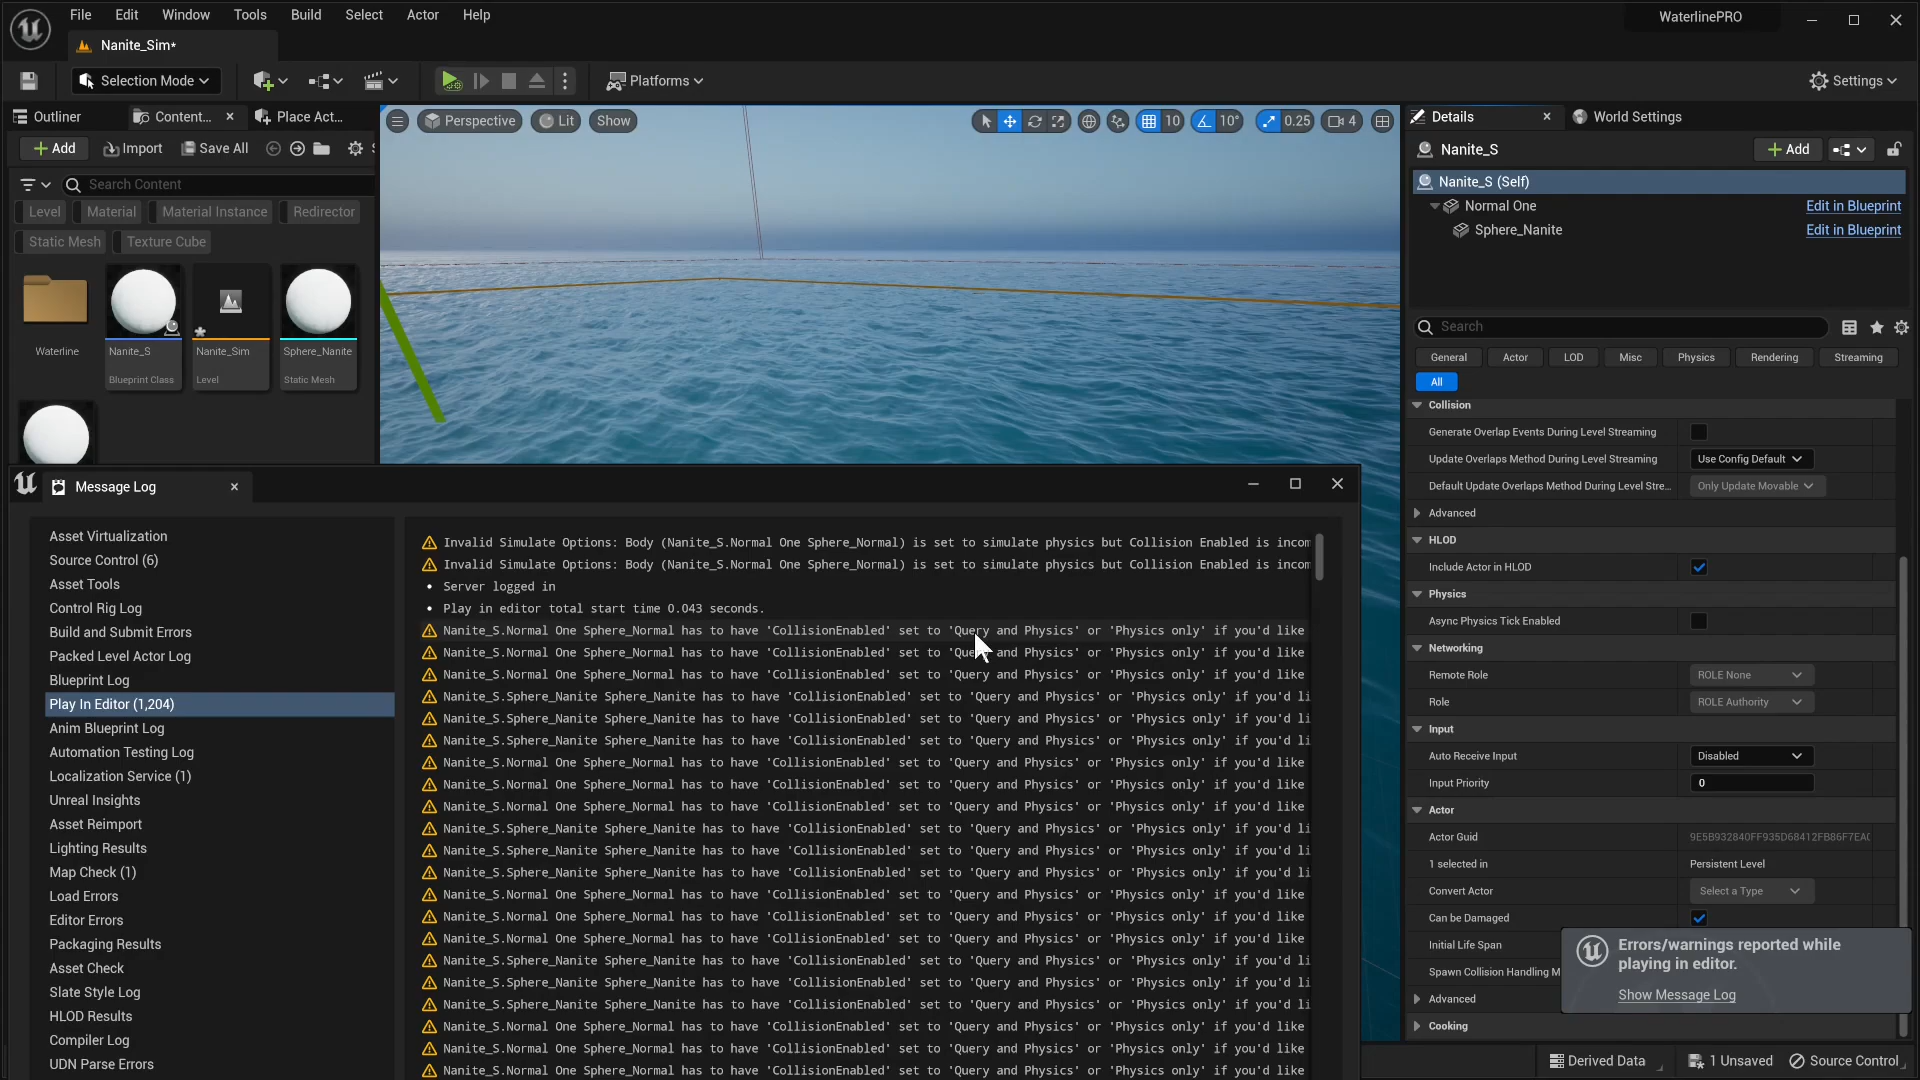 File Edit Window Tools Build Select Actor Help
WaterlinePRO
Nanite_Sim*
Selection Mode
Platforms
Settings
Outliner
Content...
Place Act...
Add
Import
Save All
Search Content
Level Material Material Instance Redirector
Static Mesh Texture Cube
Waterline
Nanite_S
Blueprint Class
Nanite_Sim
Level
Sphere_Nanite
Static Mesh
Perspective Lit Show
10 10° 0.25 4
Details World Settings
Nanite_S
Add
Nanite_S (Self)
Normal One Edit in Blueprint
Sphere_Nanite Edit in Blueprint
Search
General Actor LOD Misc Physics Rendering Streaming
All
Collision
Generate Overlap Events During Level Streaming
Update Overlaps Method During Level Streaming Use Config Default
Default Update Overlaps Method During Level Stre... Only Update Movable
Advanced
HLOD
Include Actor in HLOD
Physics
Async Physics Tick Enabled
Networking
Remote Role ROLE None
Role ROLE Authority
Input
Auto Receive Input Disabled
Input Priority 0
Actor
Actor Guid
1 selected in Persistent Level
Convert Actor Select a Type
Can be Damaged
Initial Life Span
Spawn Collision Handling M
Advanced
Cooking
Errors/warnings reported while
playing in editor.
Show Message Log
Derived Data 1 Unsaved Source Control
Message Log
Asset Virtualization
Source Control (6)
Asset Tools
Control Rig Log
Build and Submit Errors
Packed Level Actor Log
Blueprint Log
Play In Editor (1,204)
Anim Blueprint Log
Automation Testing Log
Localization Service (1)
Unreal Insights
Asset Reimport
Lighting Results
Map Check (1)
Load Errors
Editor Errors
Packaging Results
Asset Check
Slate Style Log
HLOD Results
Compiler Log
UDN Parse Errors
Invalid Simulate Options: Body (Nanite_S.Normal One Sphere_Normal) is set to simulate physics but Collision Enabled is incom
Invalid Simulate Options: Body (Nanite_S.Normal One Sphere_Normal) is set to simulate physics but Collision Enabled is incom
• Server logged in
• Play in editor total start time 0.043 seconds.
Nanite_S.Normal One Sphere_Normal has to have 'CollisionEnabled' set to 'Query and Physics' or 'Physics only' if you'd like
Nanite_S.Normal One Sphere_Normal has to have 'CollisionEnabled' set to 'Query and Physics' or 'Physics only' if you'd like
Nanite_S.Normal One Sphere_Normal has to have 'CollisionEnabled' set to 'Query and Physics' or 'Physics only' if you'd like
Nanite_S.Sphere_Nanite Sphere_Nanite has to have 'CollisionEnabled' set to 'Query and Physics' or 'Physics only' if you'd li
Nanite_S.Sphere_Nanite Sphere_Nanite has to have 'CollisionEnabled' set to 'Query and Physics' or 'Physics only' if you'd li
Nanite_S.Sphere_Nanite Sphere_Nanite has to have 'CollisionEnabled' set to 'Query and Physics' or 'Physics only' if you'd li
Nanite_S.Normal One Sphere_Normal has to have 'CollisionEnabled' set to 'Query and Physics' or 'Physics only' if you'd like
Nanite_S.Normal One Sphere_Normal has to have 'CollisionEnabled' set to 'Query and Physics' or 'Physics only' if you'd like
Nanite_S.Normal One Sphere_Normal has to have 'CollisionEnabled' set to 'Query and Physics' or 'Physics only' if you'd like
Nanite_S.Sphere_Nanite Sphere_Nanite has to have 'CollisionEnabled' set to 'Query and Physics' or 'Physics only' if you'd li
Nanite_S.Sphere_Nanite Sphere_Nanite has to have 'CollisionEnabled' set to 'Query and Physics' or 'Physics only' if you'd li
Nanite_S.Sphere_Nanite Sphere_Nanite has to have 'CollisionEnabled' set to 'Query and Physics' or 'Physics only' if you'd li
Nanite_S.Normal One Sphere_Normal has to have 'CollisionEnabled' set to 'Query and Physics' or 'Physics only' if you'd like
Nanite_S.Normal One Sphere_Normal has to have 'CollisionEnabled' set to 'Query and Physics' or 'Physics only' if you'd like
Nanite_S.Normal One Sphere_Normal has to have 'CollisionEnabled' set to 'Query and Physics' or 'Physics only' if you'd like
Nanite_S.Sphere_Nanite Sphere_Nanite has to have 'CollisionEnabled' set to 'Query and Physics' or 'Physics only' if you'd li
Nanite_S.Sphere_Nanite Sphere_Nanite has to have 'CollisionEnabled' set to 'Query and Physics' or 'Physics only' if you'd li
Nanite_S.Sphere_Nanite Sphere_Nanite has to have 'CollisionEnabled' set to 'Query and Physics' or 'Physics only' if you'd li
Nanite_S.Normal One Sphere_Normal has to have 'CollisionEnabled' set to 'Query and Physics' or 'Physics only' if you'd like
Nanite_S.Normal One Sphere_Normal has to have 'CollisionEnabled' set to 'Query and Physics' or 'Physics only' if you'd like
Nanite_S.Normal One Sphere_Normal has to have 'CollisionEnabled' set to 'Query and Physics' or 'Physics only' if you'd like